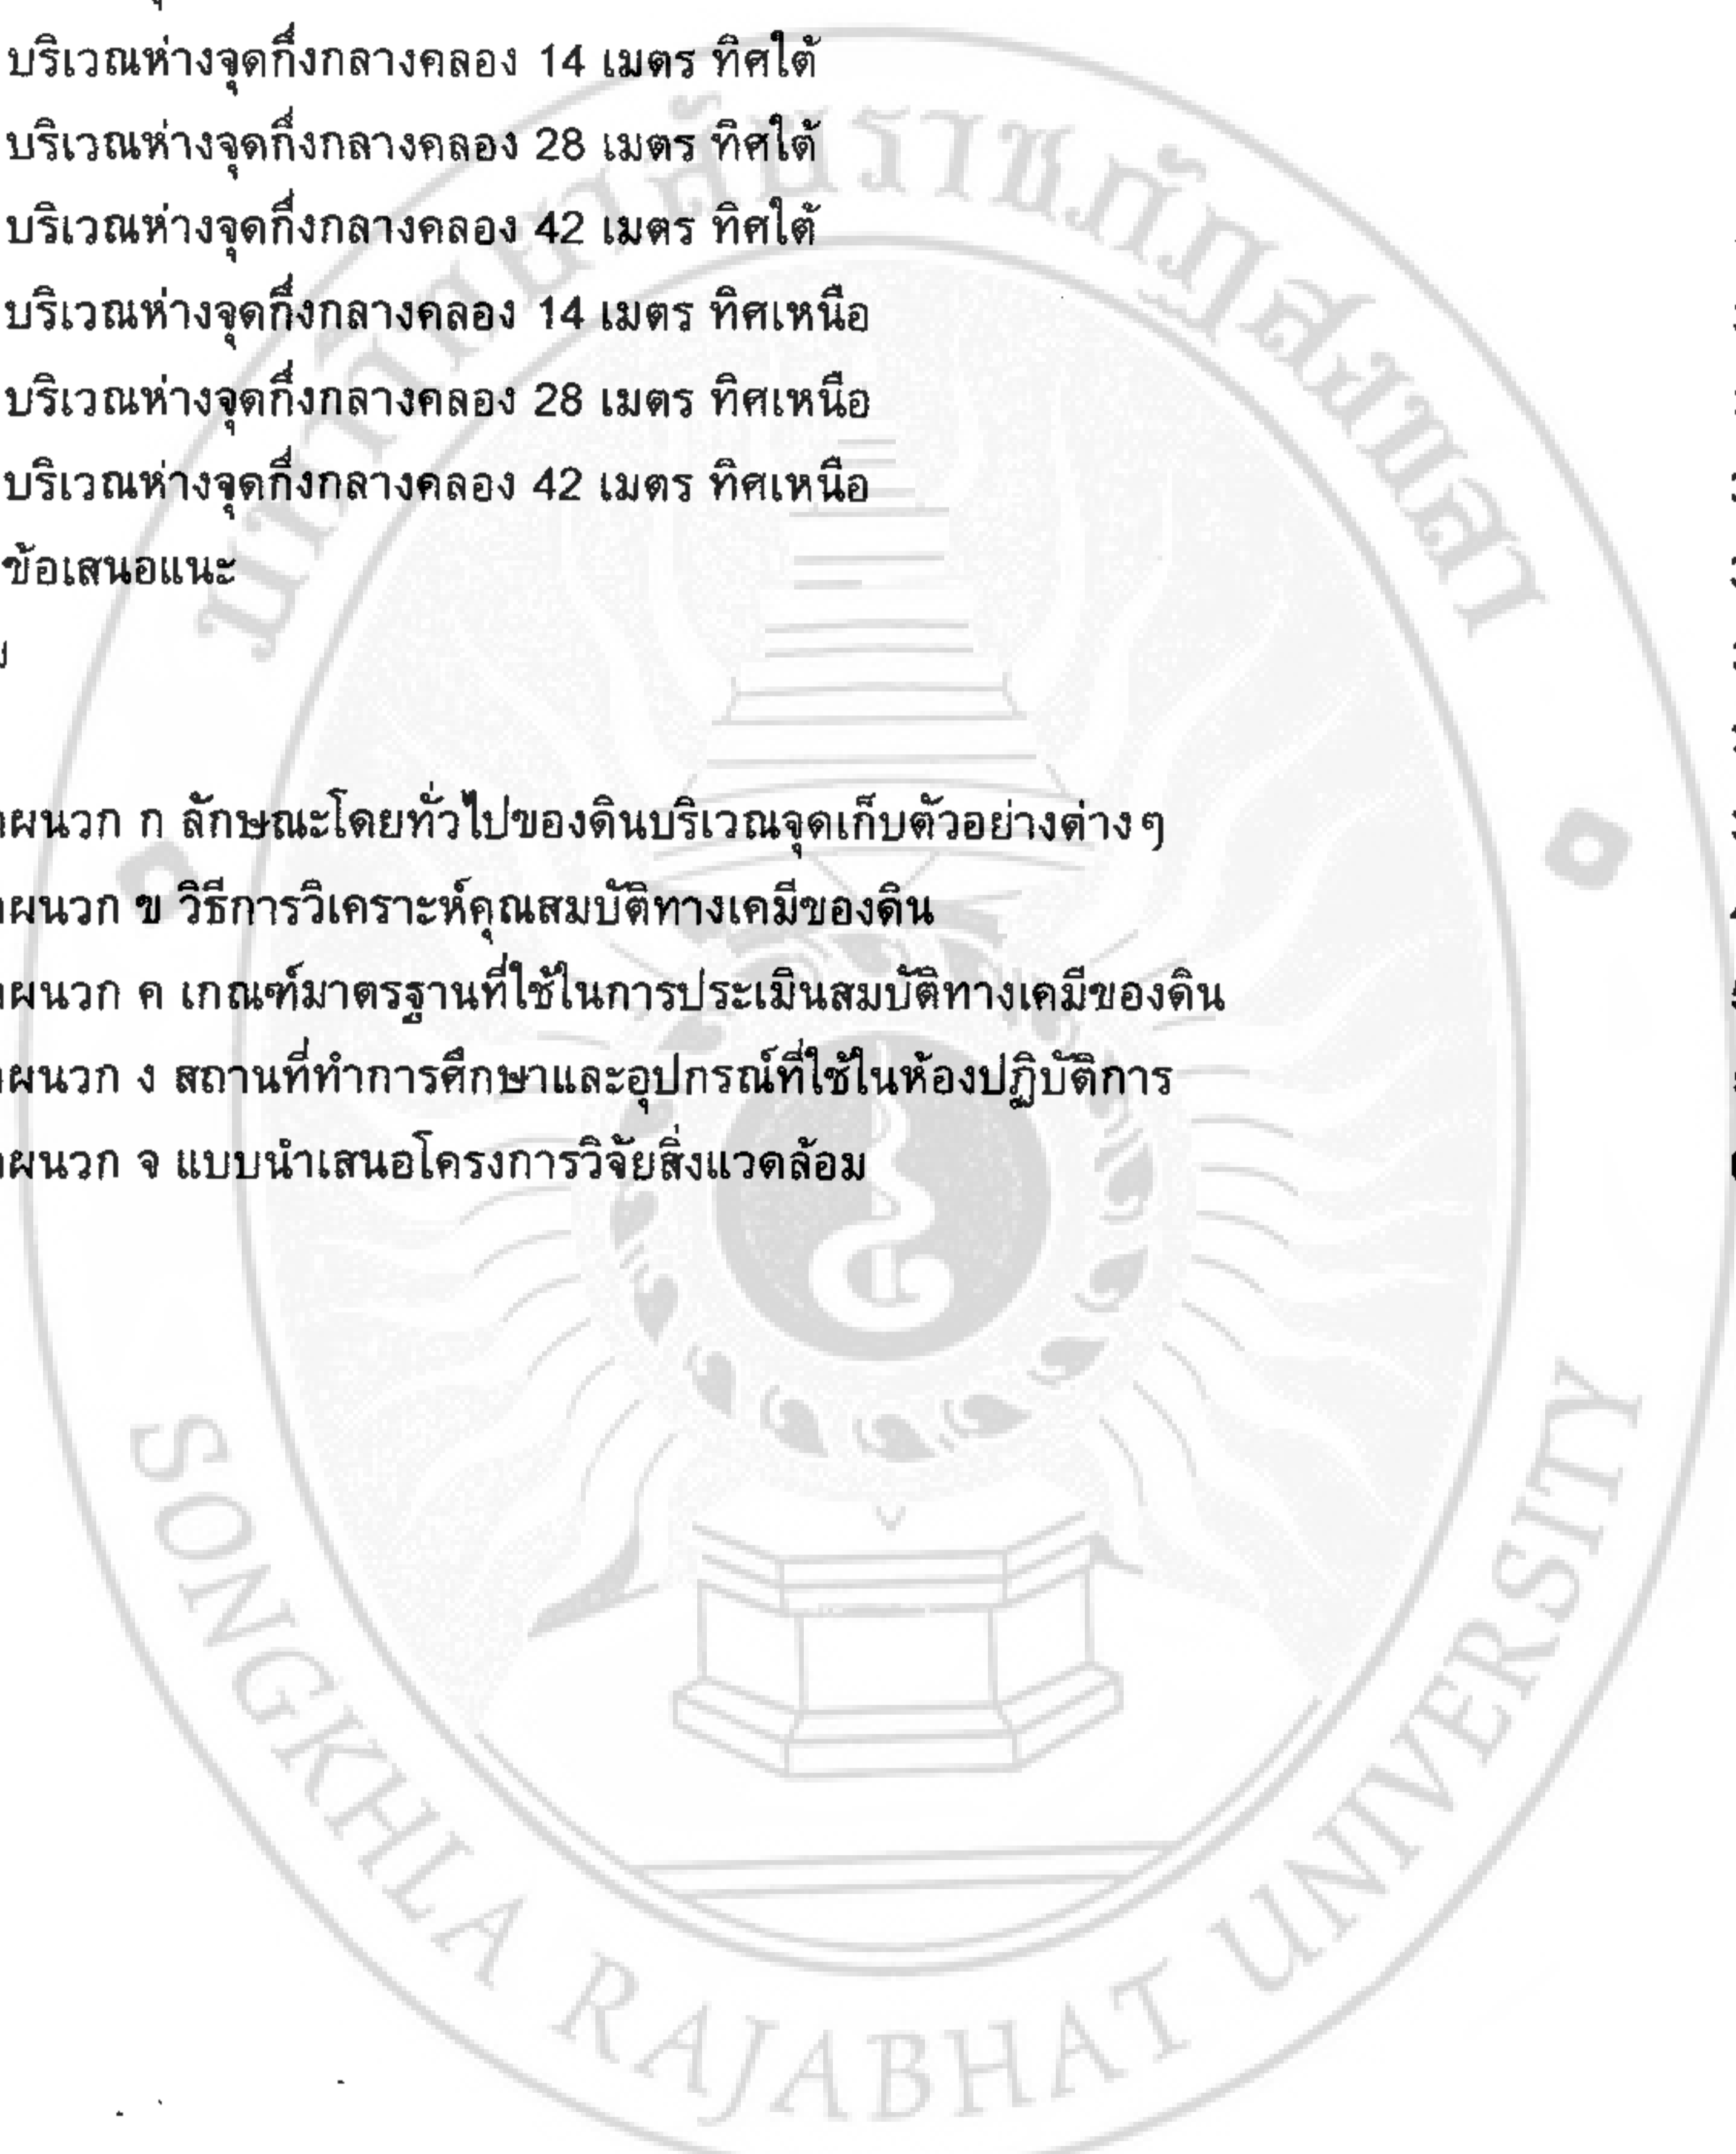 บริเวณห่างจุดกึ่งกลางคลอง 14 เมตร ทิศใต้
บริเวณห่างจุดกึ่งกลางคลอง 28 เมตร ทิศใต้
บริเวณห่างจุดกึ่งกลางคลอง 42 เมตร ทิศใต้
บริเวณห่างจุดกึ่งกลางคลอง 14 เมตร ทิศเหนือ
บริเวณห่างจุดกึ่งกลางคลอง 28 เมตร ทิศเหนือ
บริเวณห่างจุดกึ่งกลางคลอง 42 เมตร ทิศเหนือ
ข้อเสนอแนะ
ผนวก ก ลักษณะโดยทั่วไปของดินบริเวณจุดเก็บตัวอย่างต่างๆ
ผนวก ข วิธีการวิเคราะห์คุณสมบัติทางเคมีของดิน
ผนวก ค เกณฑ์มาตรฐานที่ใช้ในการประเมินสมบัติทางเคมีของดิน
ผนวก ง สถานที่ทำการศึกษาและอุปกรณ์ที่ใช้ในห้องปฏิบัติการ
ผนวก จ แบบนำเสนอโครงการวิจัยสิ่งแวดล้อม
มหาวิทยาลัยราชภัฏสงขลา
SONGKHLA RAJABHAT UNIVERSITY